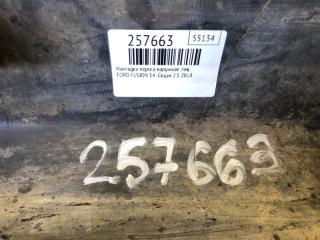 257663 55134
Накладка порога наружная лев.
FORD FUSION 14- Седан 2.5 2014
257663